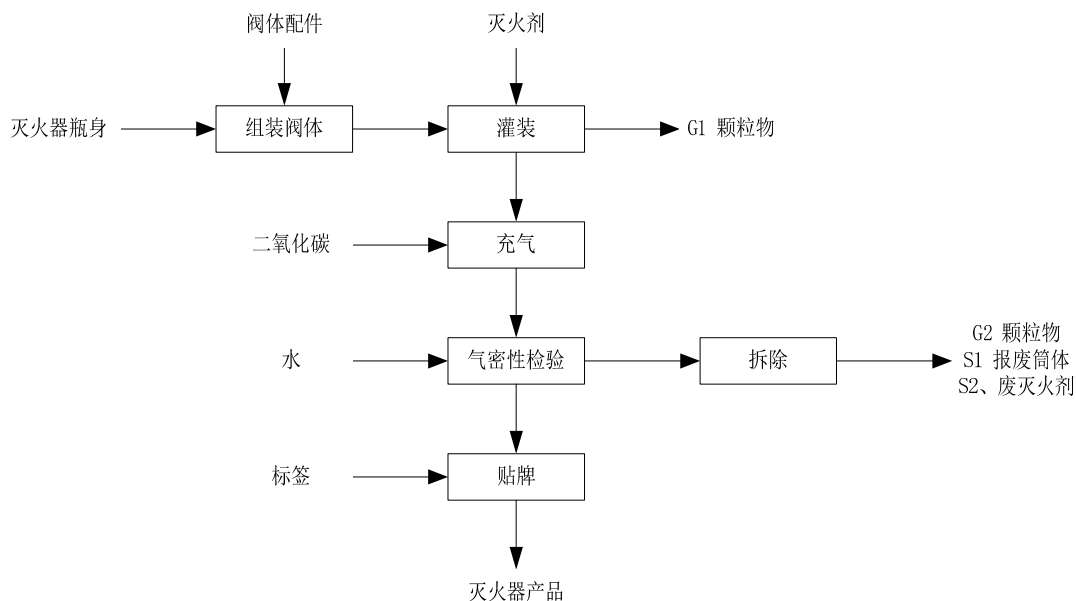 阀体配件
灭火剂
灭火器瓶身
组装阀体
灌装
G1 颗粒物
二氧化碳
充气
水
气密性检验
拆除
G2 颗粒物
S1 报废筒体
S2、废灭火剂
标签
贴牌
灭火器产品